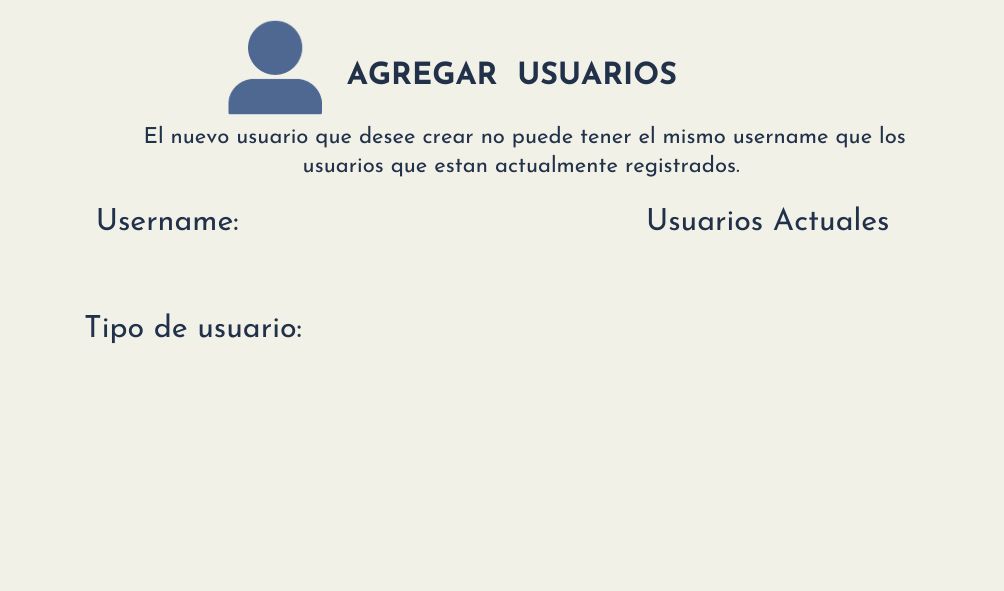 AGREGAR USUARIOS
El nuevo usuario que desee crear no puede tener el mismo username que los
usuarios que estan actualmente registrados.
Username:
Usuarios Actuales
Tipo de usuario: